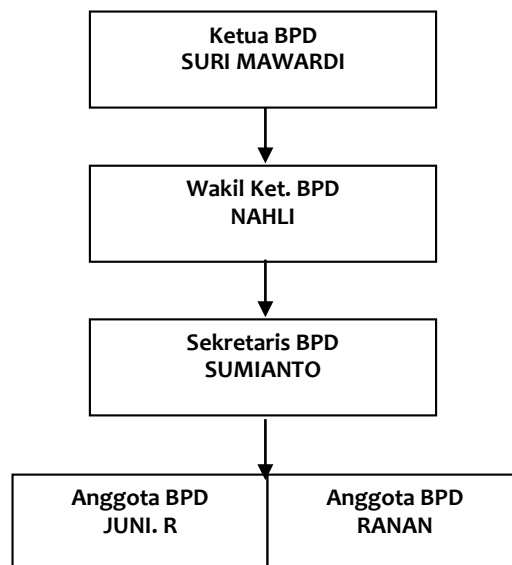 Ketua BPD
SURI MAWARDI
Wakil Ket. BPD
NAHLI
Sekretaris BPD
SUMIANTO
Anggota BPD
JUNI. R
Anggota BPD
RANAN